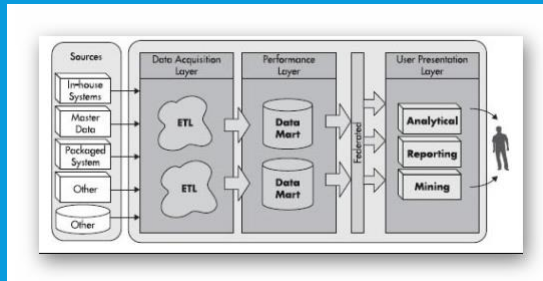 Sources
In-house
Systems
Master
Data
Packaged
System
Other
Other
Data Acquisition
Layer
ETL
ETL
Performance
Layer
Data
Mart
Data
Mart
Federated
User Presentation
Layer
Analytical
Reporting
Mining